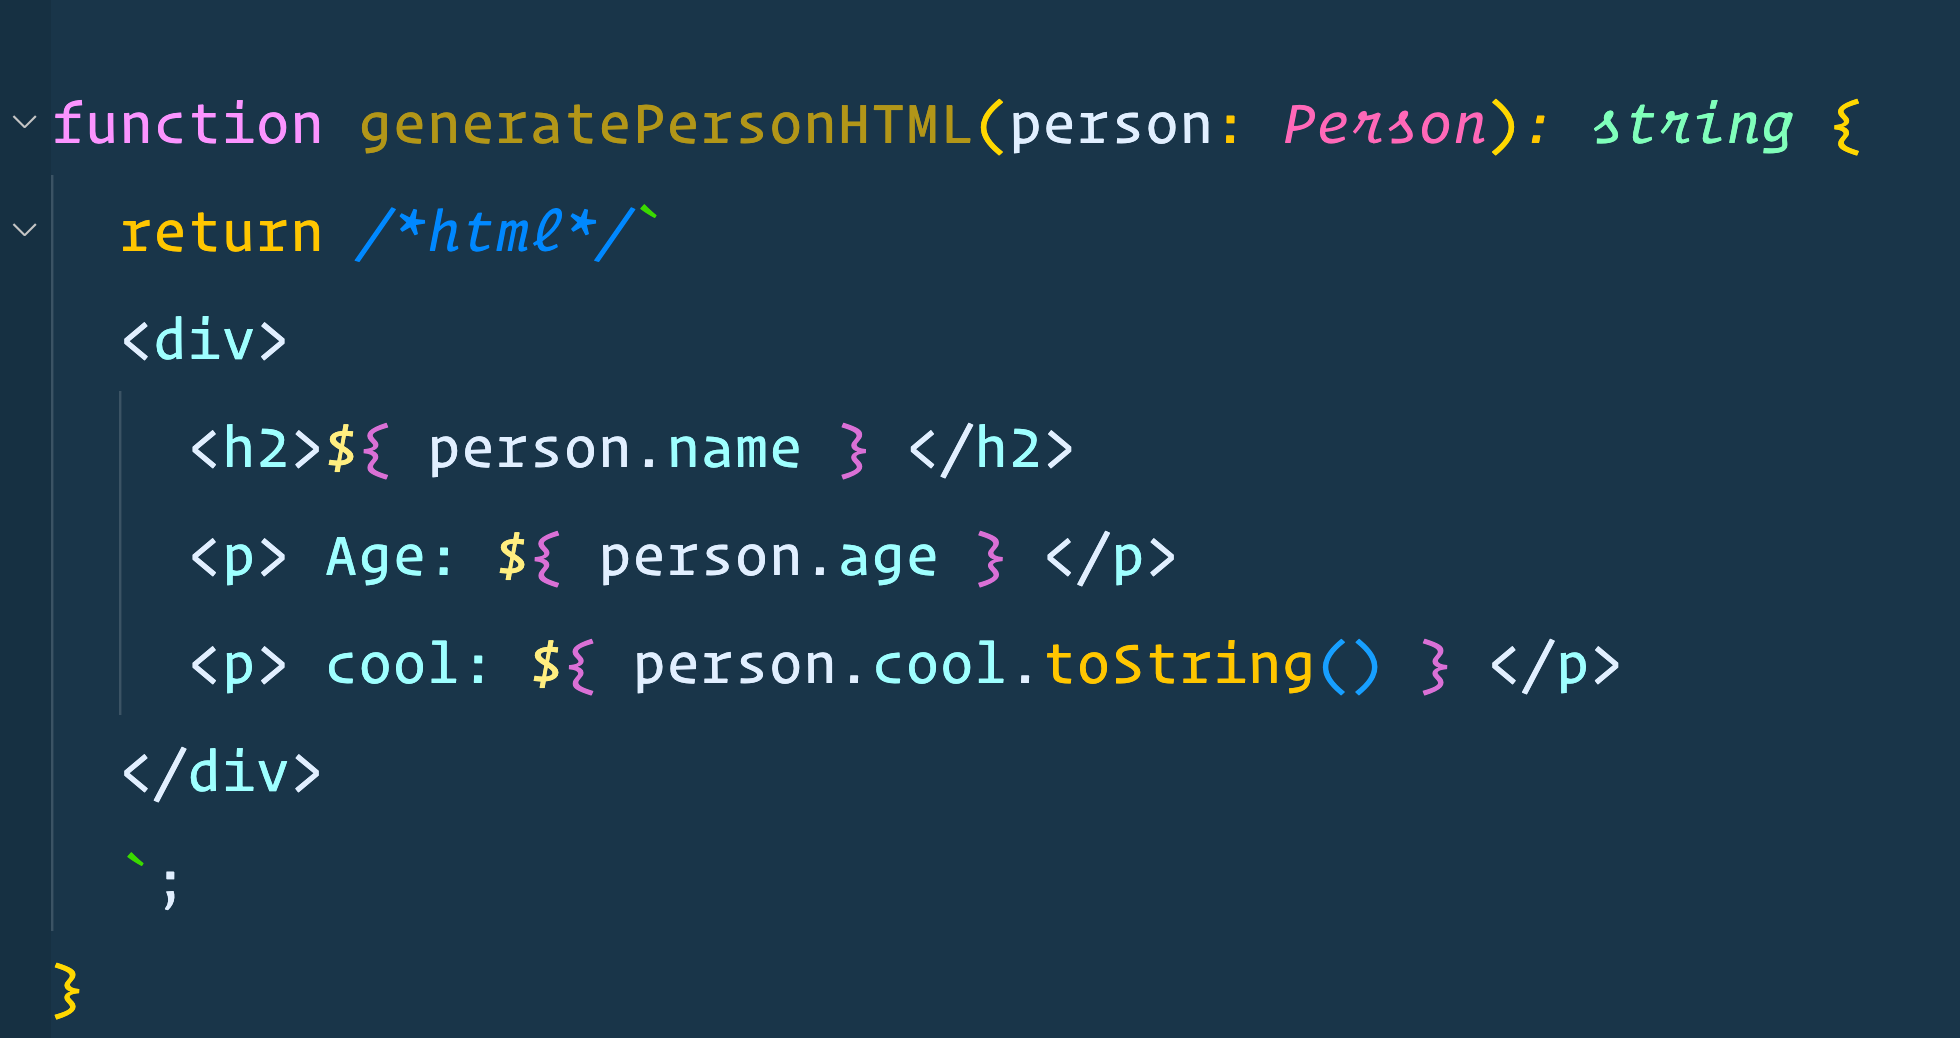 function generatePersonHTML(person: Person): string {
  return /*html*/`
  <div>
    <h2>${ person.name } </h2>
    <p> Age: ${ person.age } </p>
    <p> cool: ${ person.cool.toString() } </p>
  </div>
  `;
}